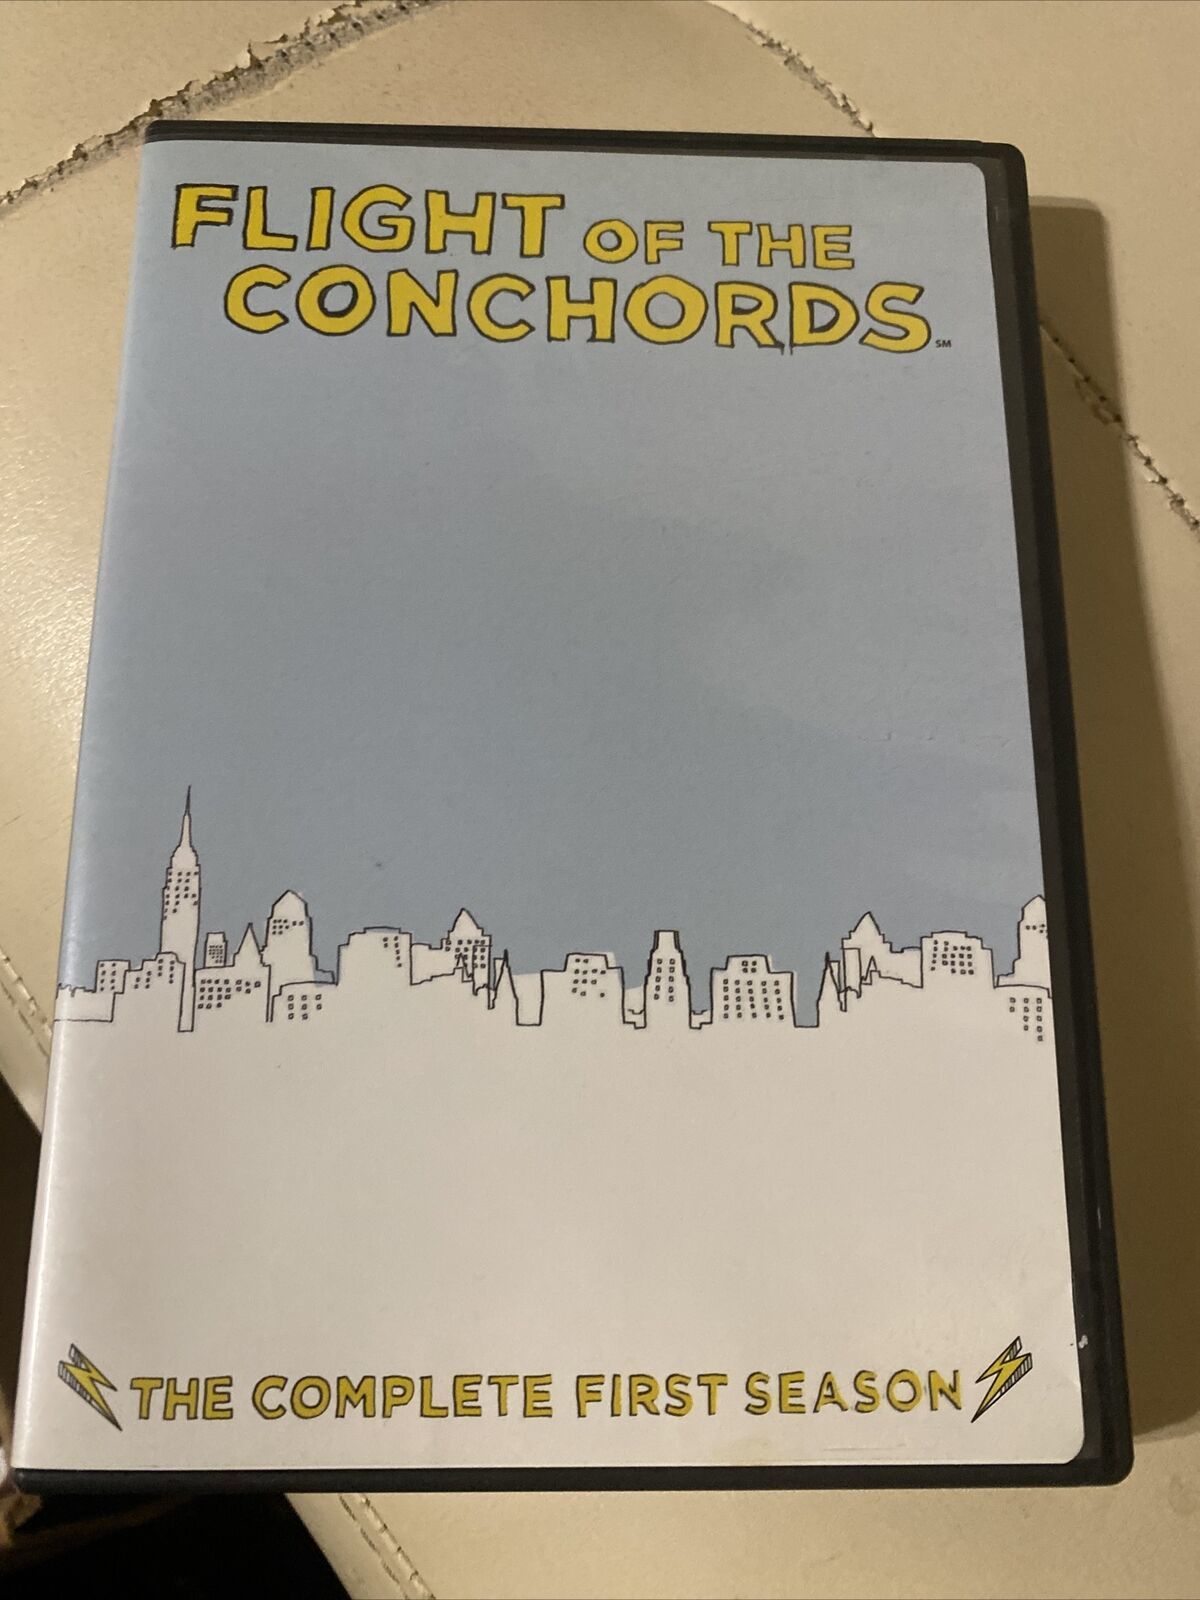 FLIGHT OF THE
CONCHORDS SM
THE COMPLETE FIRST SEASON